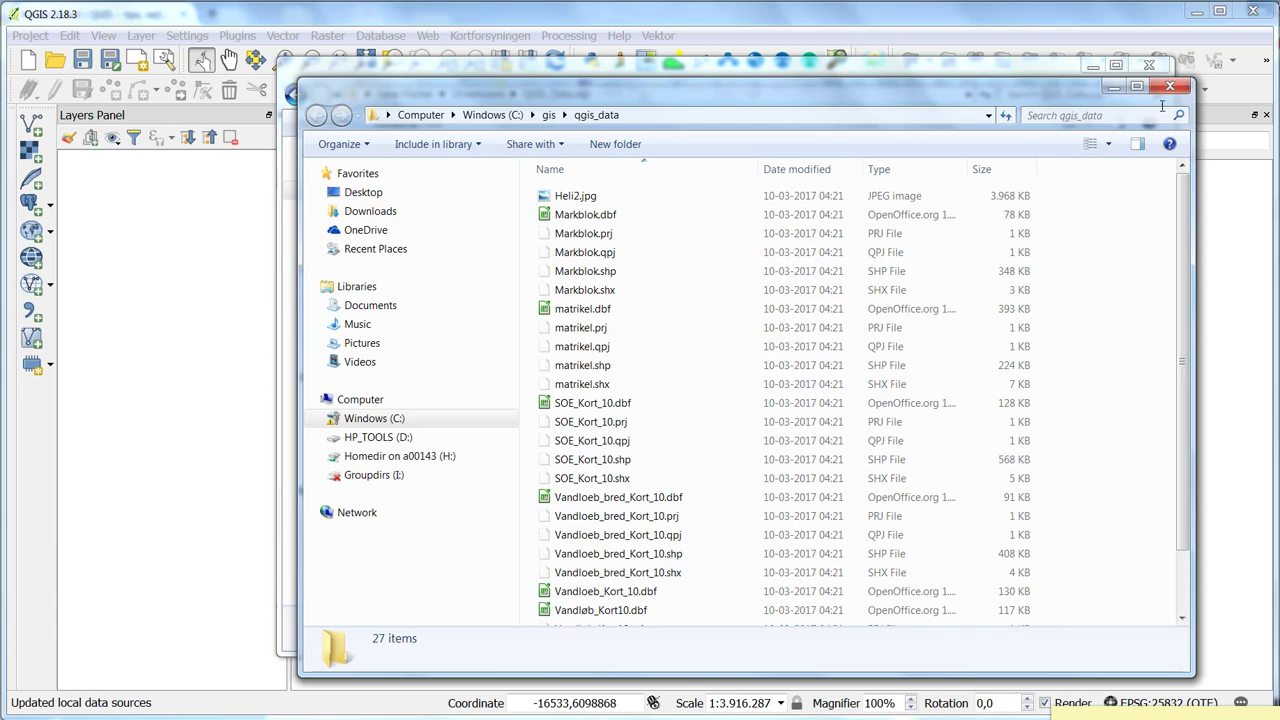 QGIS 2.18.3
Project Edit View Layer Settings Plugins Vector Raster Database Web Kortforsyningen Processing Help Vektor
Layers Panel
Computer Windows (C:) gis qgis_data
Search qgis_data
Organize Include in library Share with New folder
Favorites
Desktop
Downloads
OneDrive
Recent Places
Libraries
Documents
Music
Pictures
Videos
Computer
Windows (C:)
HP_TOOLS (D:)
Homedir on a00143 (H:)
Groupdirs (I:)
Network
Name Date modified Type Size
Heli2.jpg 10-03-2017 04:21 JPEG image 3.968 KB
Markblok.dbf 10-03-2017 04:21 OpenOffice.org 1.... 78 KB
Markblok.prj 10-03-2017 04:21 PRJ File 1 KB
Markblok.qpj 10-03-2017 04:21 QPJ File 1 KB
Markblok.shp 10-03-2017 04:21 SHP File 348 KB
Markblok.shx 10-03-2017 04:21 SHX File 3 KB
matrikel.dbf 10-03-2017 04:21 OpenOffice.org 1.... 393 KB
matrikel.prj 10-03-2017 04:21 PRJ File 1 KB
matrikel.qpj 10-03-2017 04:21 QPJ File 1 KB
matrikel.shp 10-03-2017 04:21 SHP File 224 KB
matrikel.shx 10-03-2017 04:21 SHX File 7 KB
SOE_Kort_10.dbf 10-03-2017 04:21 OpenOffice.org 1.... 128 KB
SOE_Kort_10.prj 10-03-2017 04:21 PRJ File 1 KB
SOE_Kort_10.qpj 10-03-2017 04:21 QPJ File 1 KB
SOE_Kort_10.shp 10-03-2017 04:21 SHP File 568 KB
SOE_Kort_10.shx 10-03-2017 04:21 SHX File 5 KB
Vandloeb_bred_Kort_10.dbf 10-03-2017 04:21 OpenOffice.org 1.... 91 KB
Vandloeb_bred_Kort_10.prj 10-03-2017 04:21 PRJ File 1 KB
Vandloeb_bred_Kort_10.qpj 10-03-2017 04:21 QPJ File 1 KB
Vandloeb_bred_Kort_10.shp 10-03-2017 04:21 SHP File 408 KB
Vandloeb_bred_Kort_10.shx 10-03-2017 04:21 SHX File 4 KB
Vandloeb_Kort_10.dbf 10-03-2017 04:21 OpenOffice.org 1.... 130 KB
Vandløb_Kort10.dbf 10-03-2017 04:21 OpenOffice.org 1.... 117 KB
27 items
Updated local data sources Coordinate -16533,6098868 Scale 1:3.916.287 Magnifier 100% Rotation 0,0 Render EPSG:25832 (OTF)